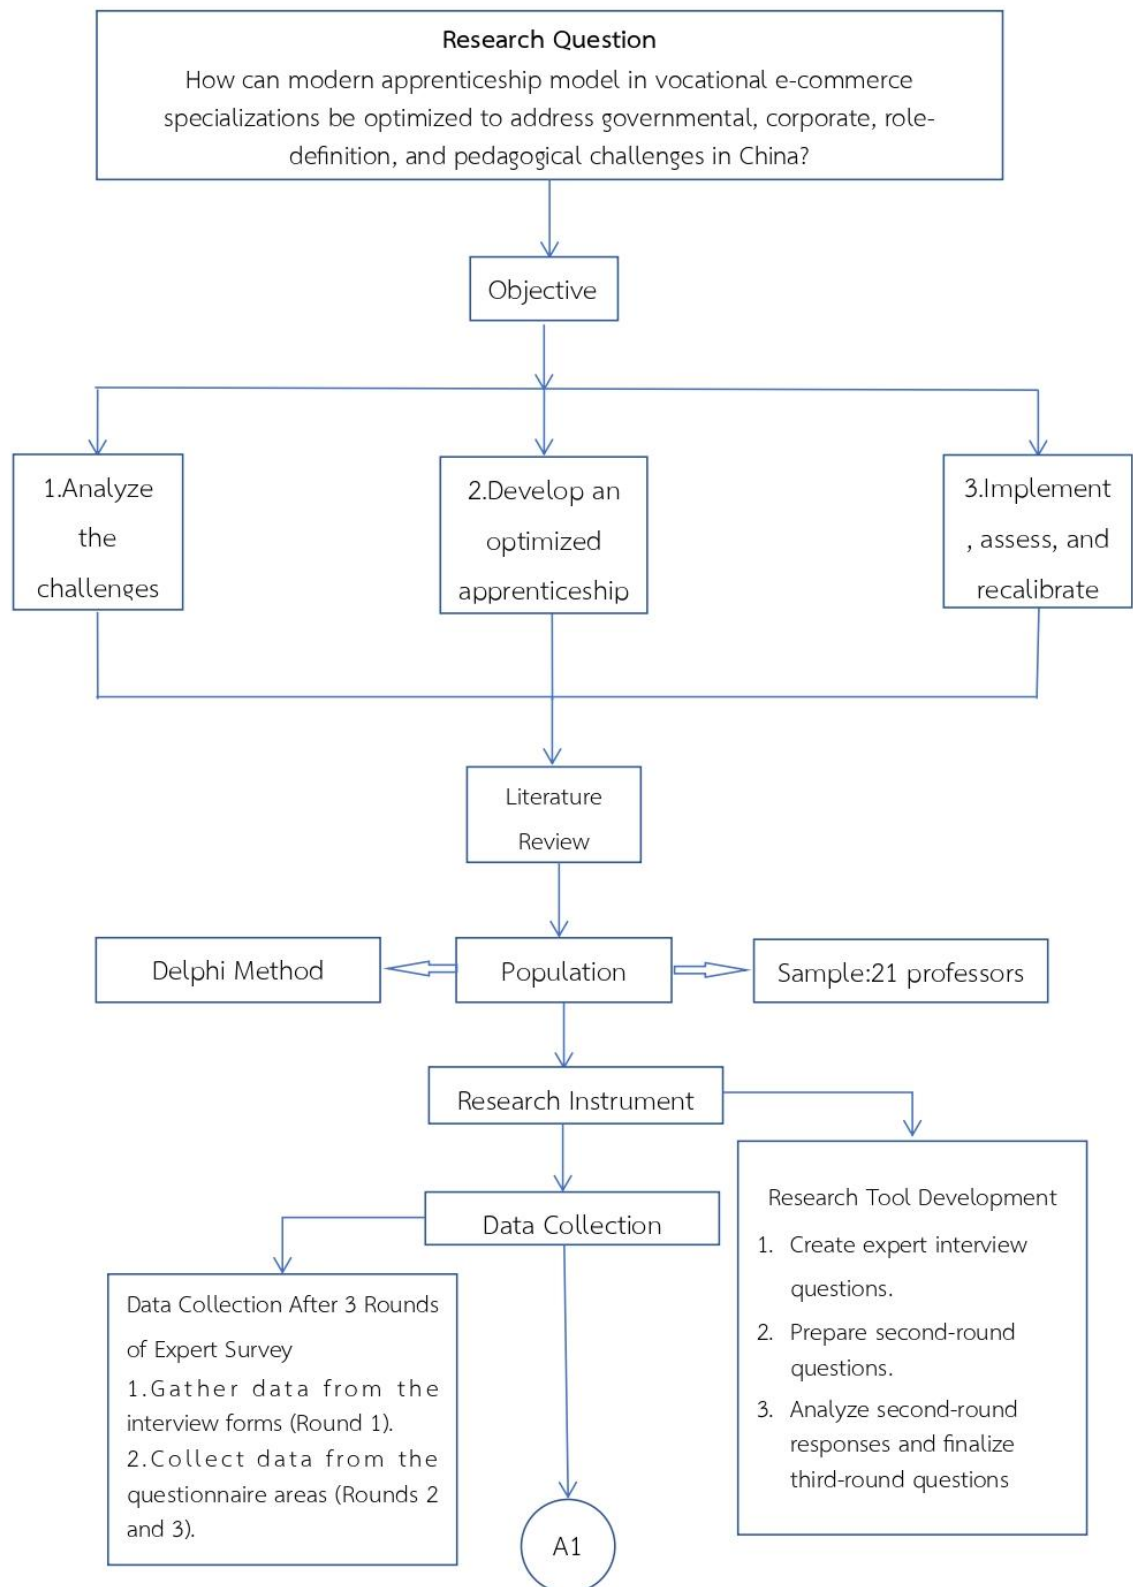 Research Question
How can modern apprenticeship model in vocational e-commerce
specializations be optimized to address governmental, corporate, role-
definition, and pedagogical challenges in China?
Objective
1.Analyze
the
challenges
2.Develop an
optimized
apprenticeship
3.Implement
, assess, and
recalibrate
Literature
Review
Delphi Method
Population
Sample:21 professors
Research Instrument
Research Tool Development
1. Create expert interview
questions.
2. Prepare second-round
questions.
3. Analyze second-round
responses and finalize
third-round questions
Data Collection
Data Collection After 3 Rounds
of Expert Survey
1.Gather data from the
interview forms (Round 1).
2.Collect data from the
questionnaire areas (Rounds 2
and 3).
A1